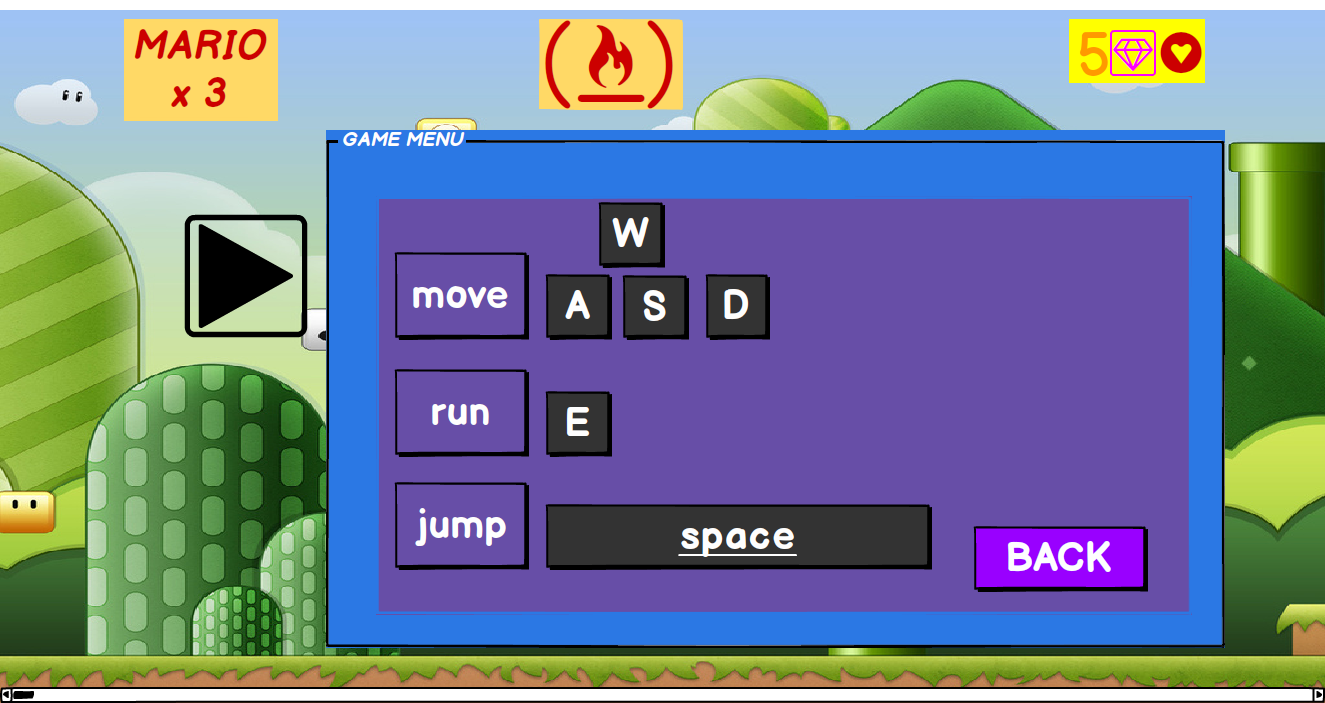 MARIO
x 3
5
GAME MENU
W
move
A S D
run
E
jump
space
BACK